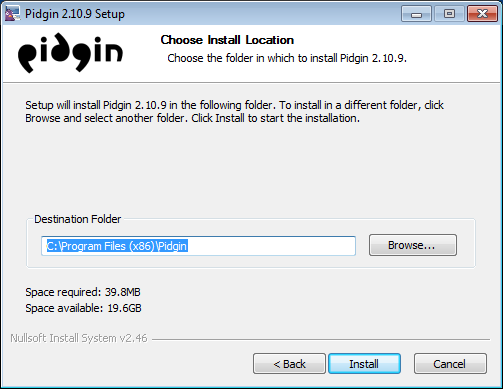 Pidgin 2.10.9 Setup
pidgin
Choose Install Location
Choose the folder in which to install Pidgin 2.10.9.
Setup will install Pidgin 2.10.9 in the following folder. To install in a different folder, click
Browse and select another folder. Click Install to start the installation.
Destination Folder
C:\Program Files (x86)\Pidgin
Browse...
Space required: 39.8MB
Space available: 19.6GB
Nullsoft Install System v2.46
< Back
Install
Cancel